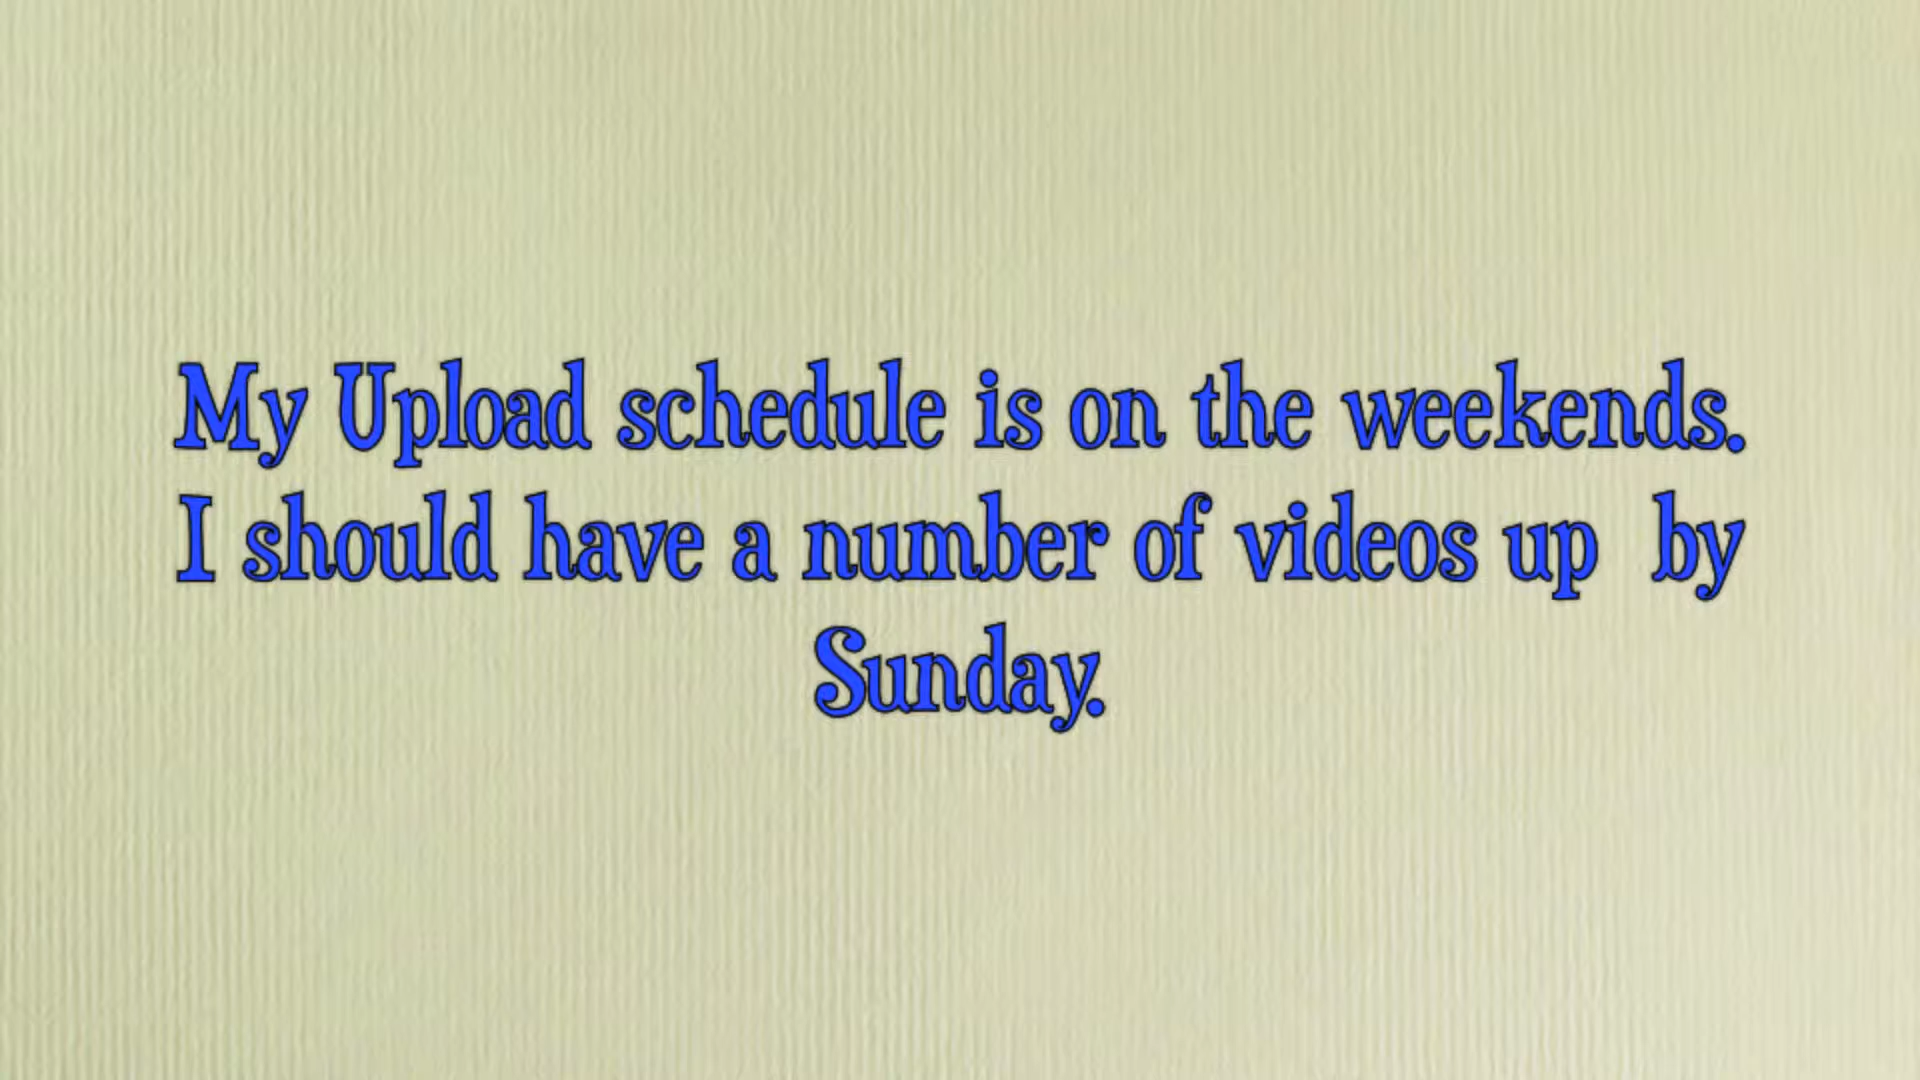 My Upload schedule is on the weekends.
I should have a number of videos up  by
Sunday.